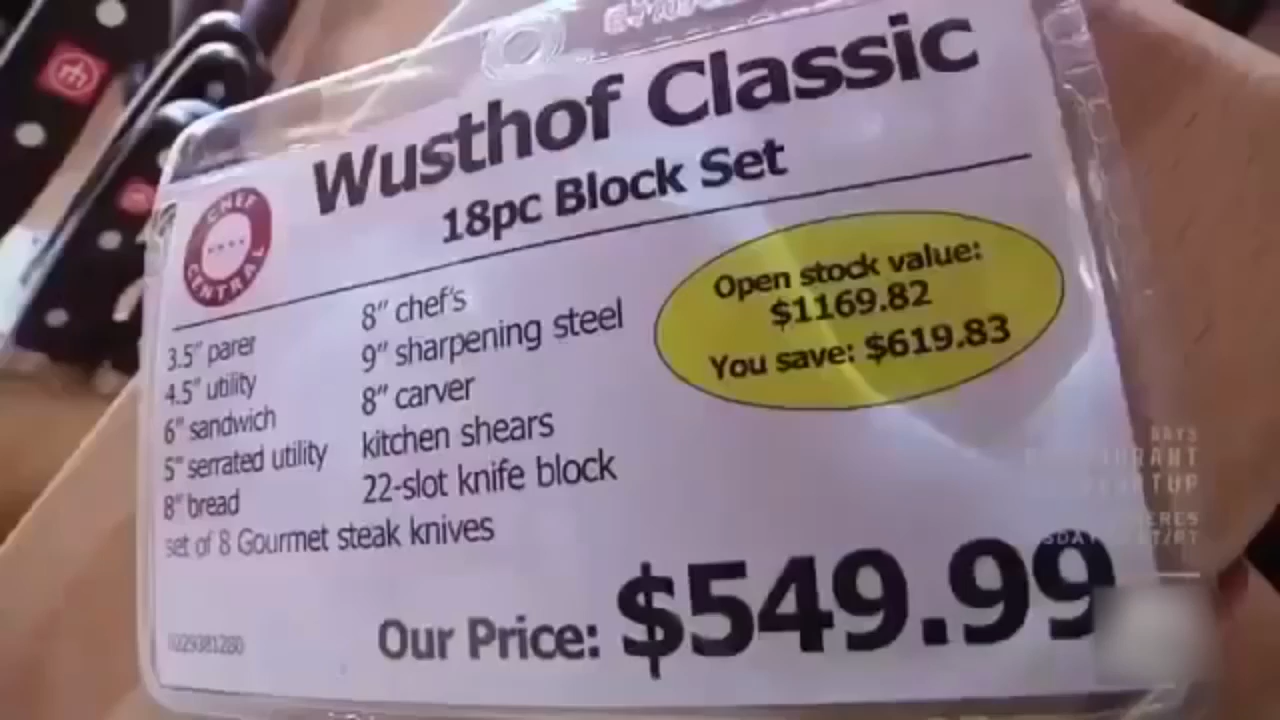 Wusthof Classic
18pc Block Set
CHEF
CENTRAL
Open stock value:
$1169.82
You save: $619.83
3.5" parer
4.5" utility
6" sandwich
5" serrated utility
8" bread
set of 8 Gourmet steak knives
8" chef's
9" sharpening steel
8" carver
kitchen shears
22-slot knife block
Our Price: $549.99